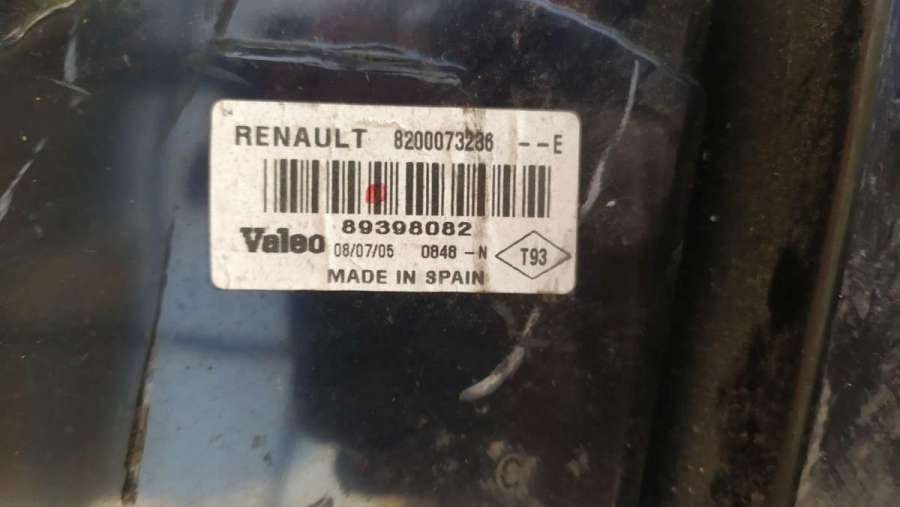 RENAULT 8200073236 --E
89398082
Valeo 08/07/05 0848 -N T93
MADE IN SPAIN
C